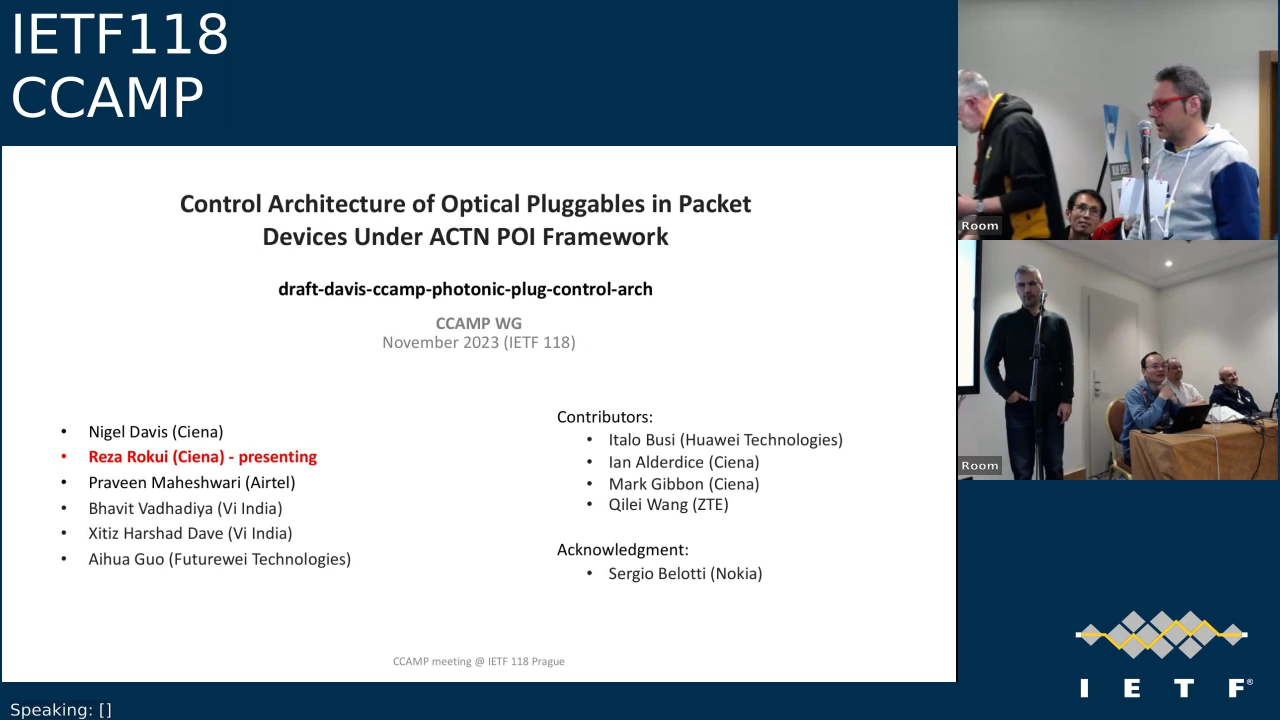 IETF118
CCAMP
Control Architecture of Optical Pluggables in Packet
Devices Under ACTN POI Framework
draft-davis-ccamp-photonic-plug-control-arch
CCAMP WG
November 2023 (IETF 118)
• Nigel Davis (Ciena)
• Reza Rokui (Ciena) - presenting
• Praveen Maheshwari (Airtel)
• Bhavit Vadhadiya (Vi India)
• Xitiz Harshad Dave (Vi India)
• Aihua Guo (Futurewei Technologies)
Contributors:
• Italo Busi (Huawei Technologies)
• Ian Alderdice (Ciena)
• Mark Gibbon (Ciena)
• Qilei Wang (ZTE)
Acknowledgment:
• Sergio Belotti (Nokia)
CCAMP meeting @ IETF 118 Prague
Room
Room
I E T F®
Speaking: []